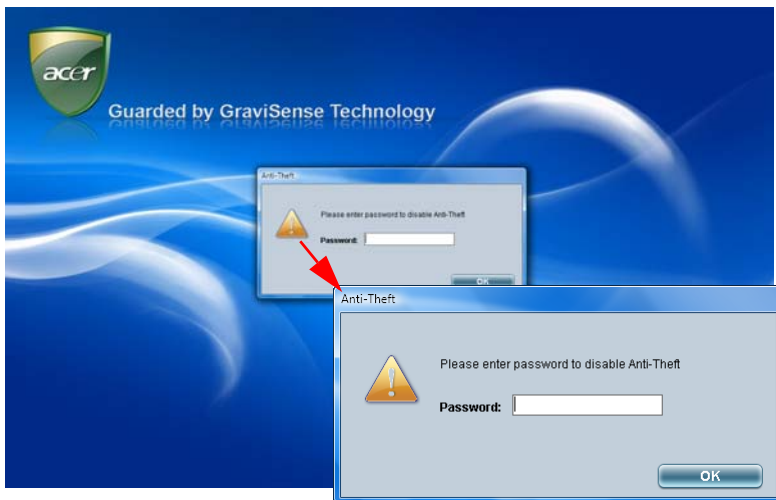 acer
Guarded by GraviSense Technology
Anti-Theft
Please enter password to disable Anti-Theft
Password:
OK
Anti-Theft
Please enter password to disable Anti-Theft
Password:
OK